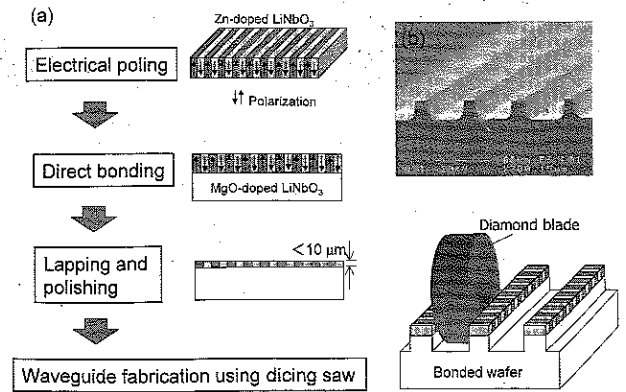 (a)
Zn-doped LiNbO3
Electrical poling
↓↑ Polarization
Direct bonding
MgO-doped LiNbO3
Lapping and
polishing
<10 μm
Waveguide fabrication using dicing saw
(b)
Diamond blade
Bonded wafer